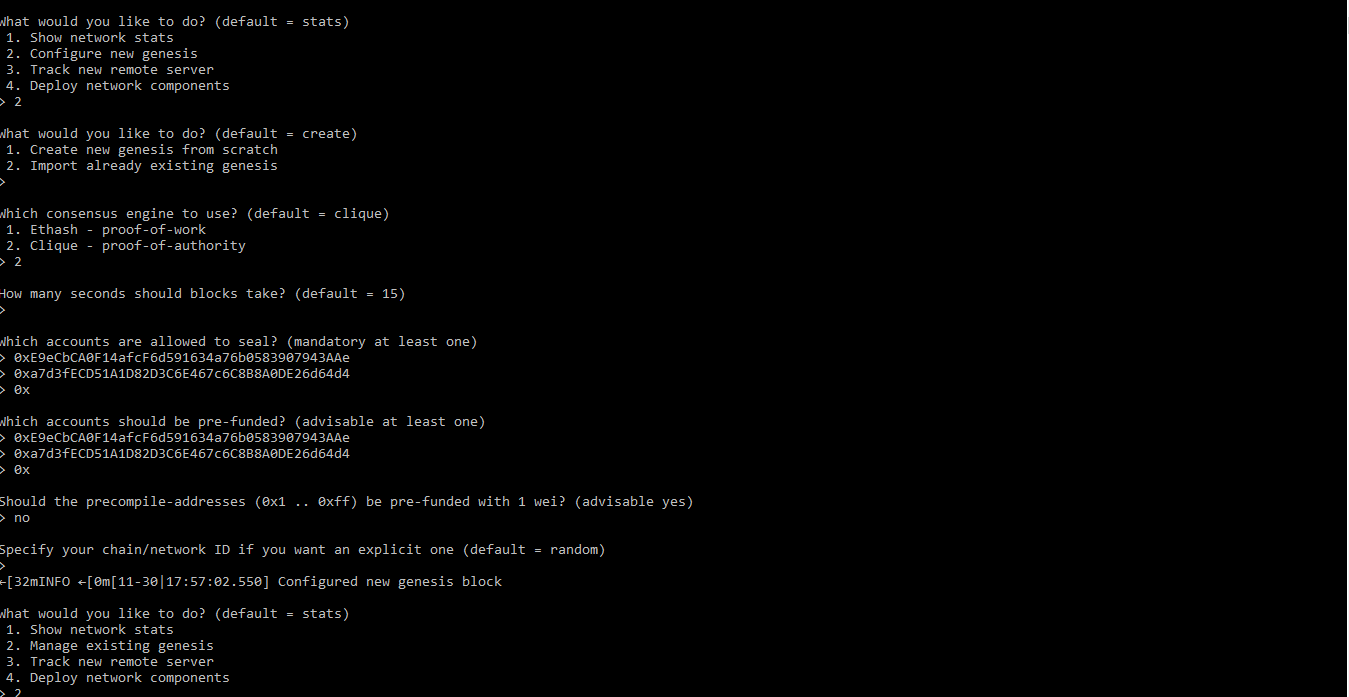 What would you like to do? (default = stats)
1. Show network stats
2. Configure new genesis
3. Track new remote server
4. Deploy network components
> 2
What would you like to do? (default = create)
1. Create new genesis from scratch
2. Import already existing genesis
>
Which consensus engine to use? (default = clique)
1. Ethash - proof-of-work
2. Clique - proof-of-authority
> 2
How many seconds should blocks take? (default = 15)
>
Which accounts are allowed to seal? (mandatory at least one)
> 0xE9eCbCA0F14afcF6d591634a76b0583907943AAe
> 0xa7d3fECD51A1D82D3C6E467c6C8B8A0DE26d64d4
> 0x
Which accounts should be pre-funded? (advisable at least one)
> 0xE9eCbCA0F14afcF6d591634a76b0583907943AAe
> 0xa7d3fECD51A1D82D3C6E467c6C8B8A0DE26d64d4
> 0x
Should the precompile-addresses (0x1 .. 0xff) be pre-funded with 1 wei? (advisable yes)
> no
Specify your chain/network ID if you want an explicit one (default = random)
>
←[32mINFO ←[0m[11-30|17:57:02.550] Configured new genesis block
What would you like to do? (default = stats)
1. Show network stats
2. Manage existing genesis
3. Track new remote server
4. Deploy network components
> 2